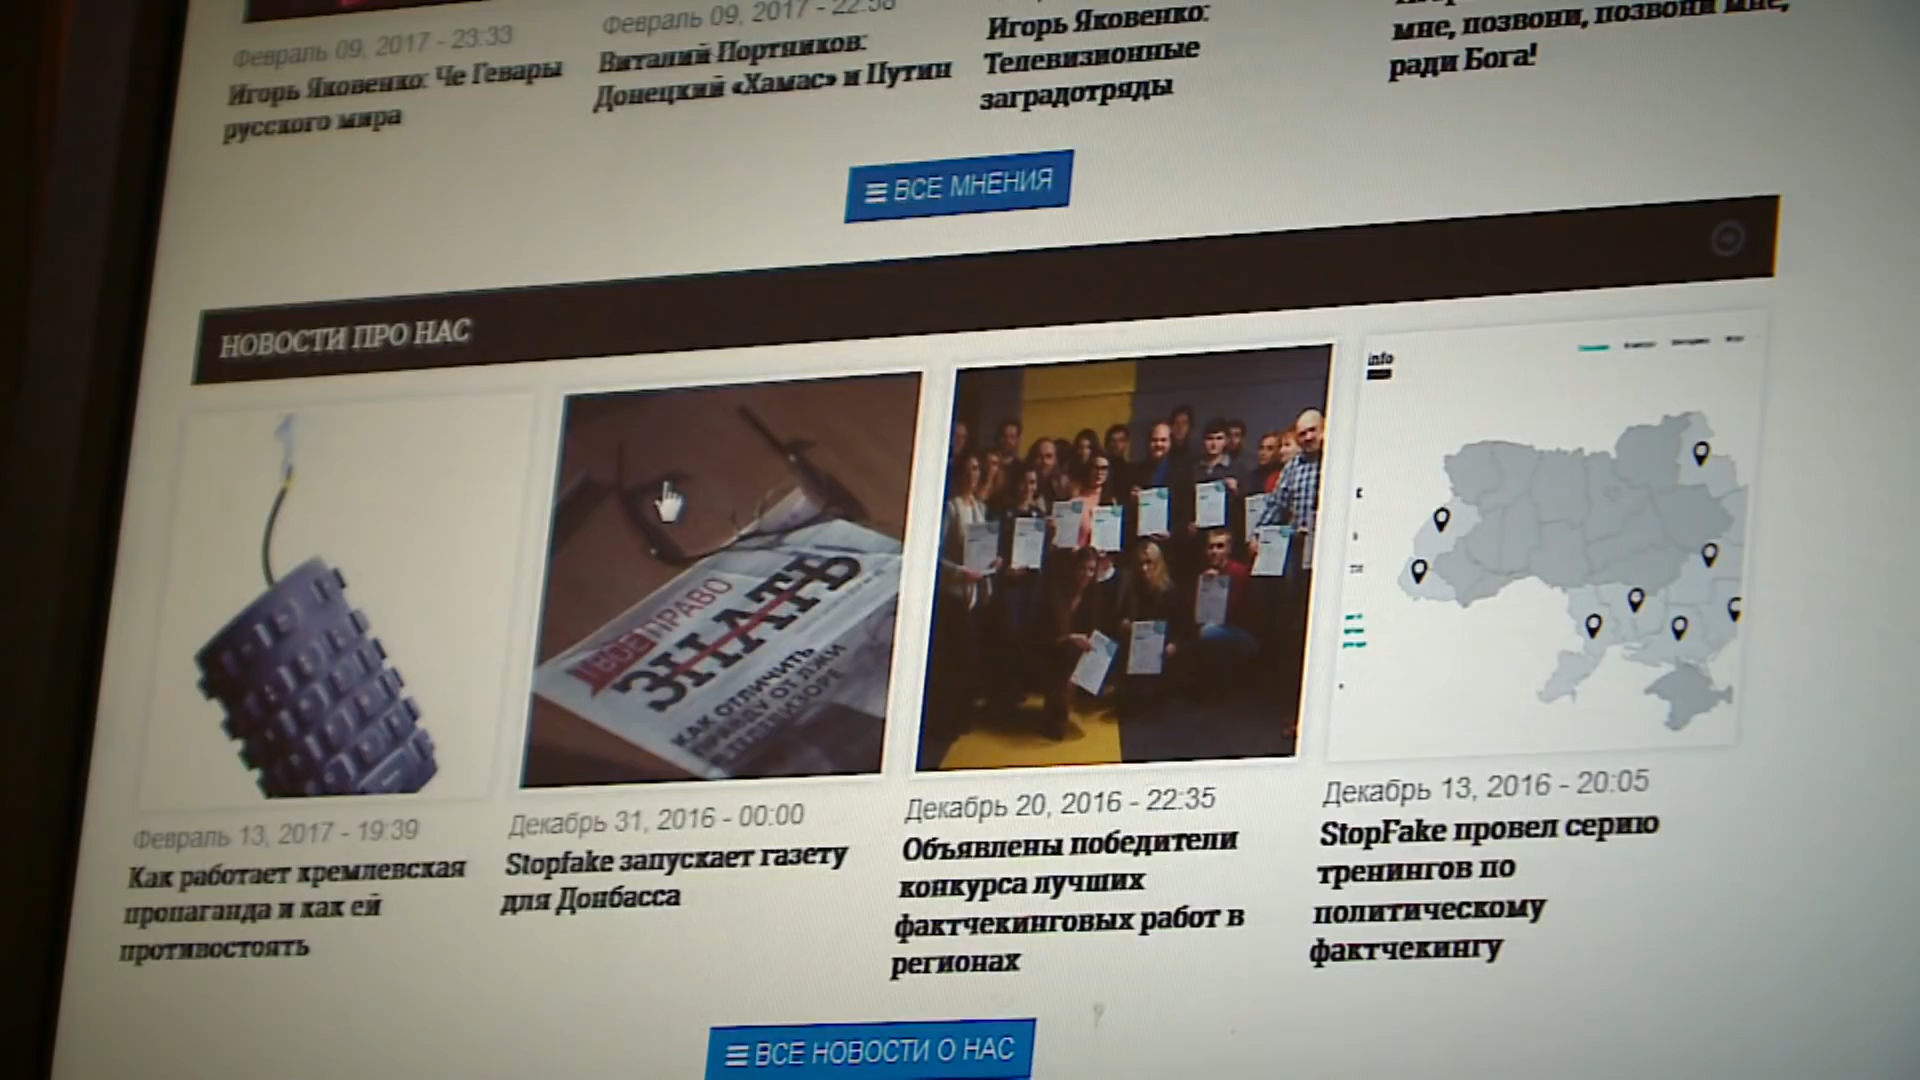 Февраль 09, 2017 - 23:33
Игорь Яковенко: Че Гевары
русского мира
Февраль 09, 2017 - 22:58
Виталий Портников:
Донецкий «Хамас» и Путин
Игорь Яковенко:
Телевизионные
заградотряды
мне, позвони, позвони мне,
ради Бога!
ВСЕ МНЕНИЯ
НОВОСТИ ПРО НАС
ТВОЕ ПРАВО
ЗНАТЬ
КАК ОТЛИЧИТЬ
ПРАВДУ ОТ ЛЖИ
В ТЕЛЕВИЗОРЕ
info
Февраль 13, 2017 - 19:39
Как работает кремлевская
пропаганда и как ей
противостоять
Декабрь 31, 2016 - 00:00
Stopfake запускает газету
для Донбасса
Декабрь 20, 2016 - 22:35
Объявлены победители
конкурса лучших
фактчекинговых работ в
регионах
Декабрь 13, 2016 - 20:05
StopFake провел серию
тренингов по
политическому
фактчекингу
ВСЕ НОВОСТИ О НАС